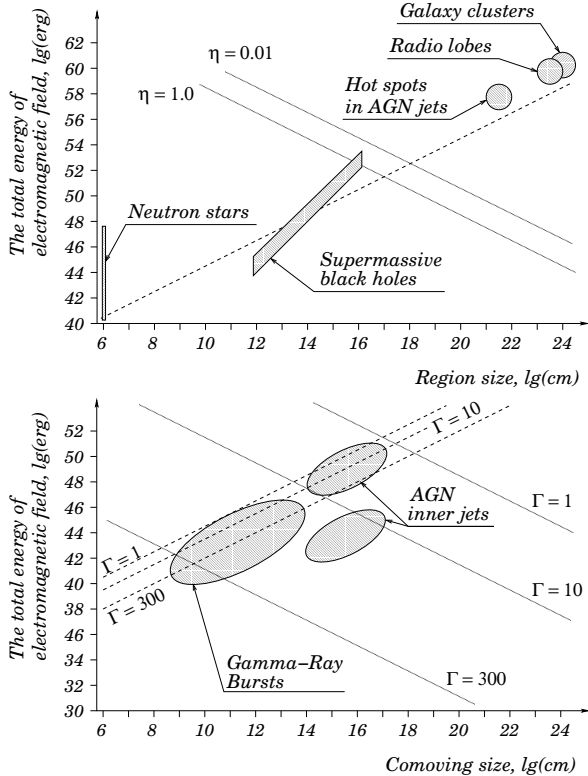 The total energy of
electromagnetic field, lg(erg)
62
60
58
56
54
52
50
48
46
44
42
40
η = 0.01
η = 1.0
Galaxy clusters
Radio lobes
Hot spots
in AGN jets
Neutron stars
Supermassive
black holes
6 8 10 12 14 16 18 20 22 24
Region size, lg(cm)
The total energy of
electromagnetic field, lg(erg)
52
50
48
46
44
42
40
38
36
34
32
30
Γ = 10
Γ = 1
Γ = 300
AGN
inner jets
Γ = 1
Γ = 10
Γ = 300
Gamma–Ray
Bursts
6 8 10 12 14 16 18 20 22 24
Comoving size, lg(cm)